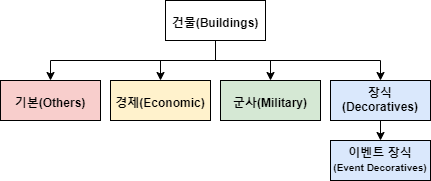 건물(Buildings)
기본(Others)
경제(Economic)
군사(Military)
장식
(Decoratives)
이벤트 장식
(Event Decoratives)